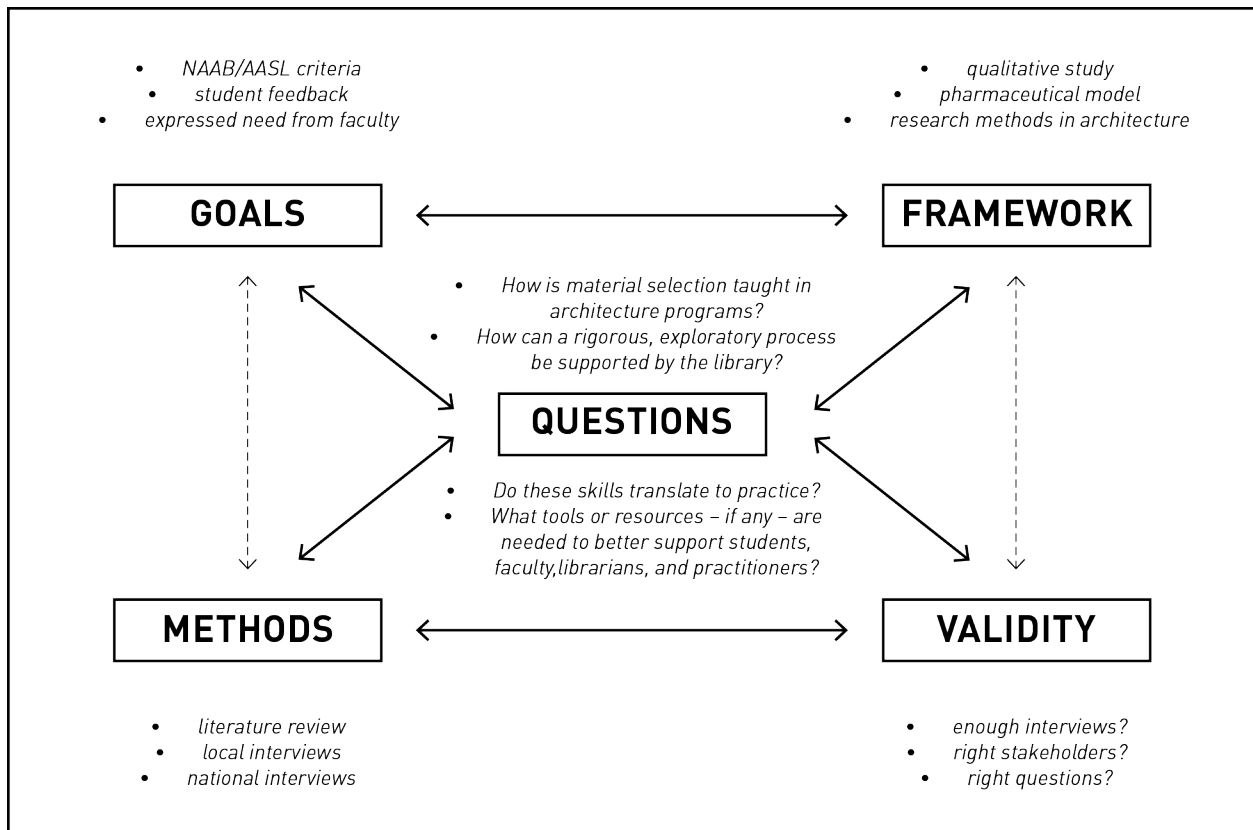 • NAAB/AASL criteria
• student feedback
• expressed need from faculty
• qualitative study
• pharmaceutical model
• research methods in architecture
GOALS
FRAMEWORK
• How is material selection taught in
architecture programs?
• How can a rigorous, exploratory process
be supported by the library?
QUESTIONS
• Do these skills translate to practice?
• What tools or resources – if any – are
needed to better support students,
faculty,librarians, and practitioners?
METHODS
VALIDITY
• literature review
• local interviews
• national interviews
• enough interviews?
• right stakeholders?
• right questions?